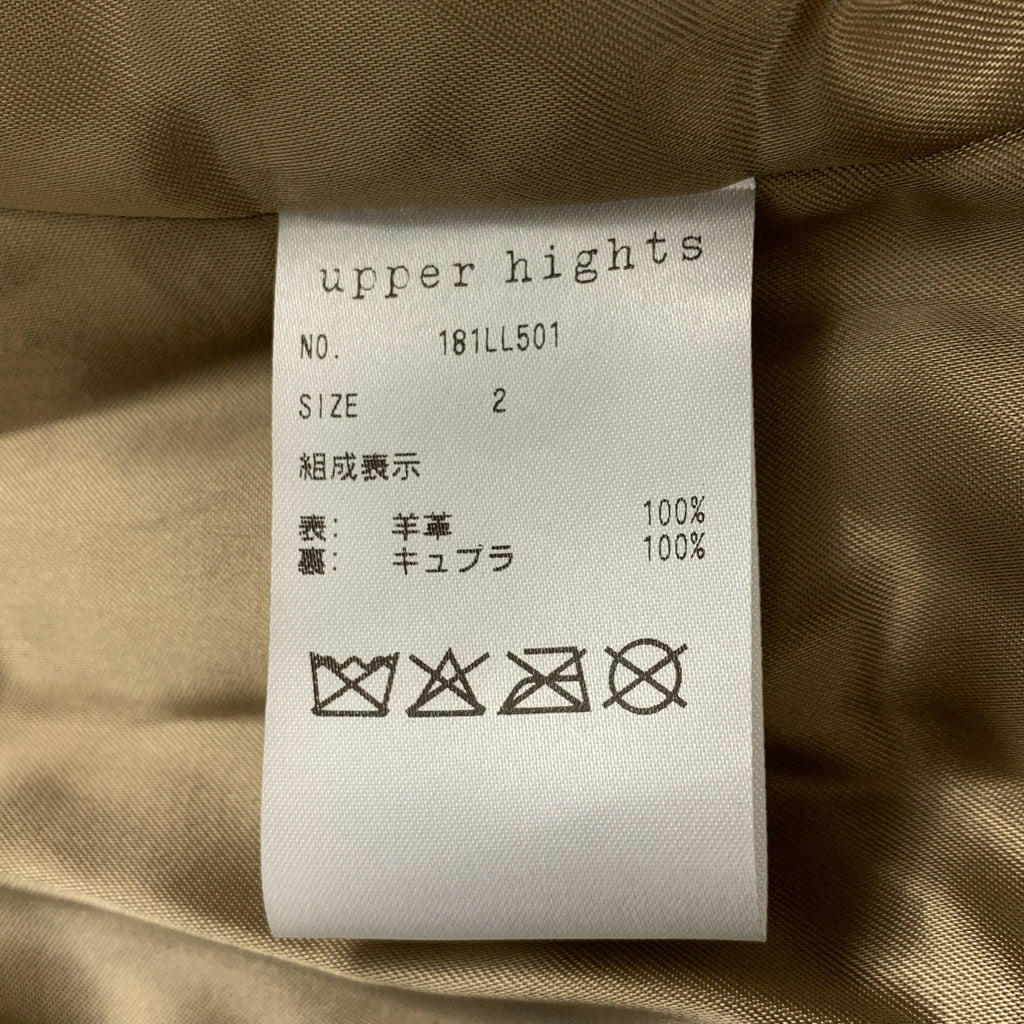 upper hights
NO. 181LL501
SIZE 2
組成表示
表: 羊革 100%
裏: キュプラ 100%